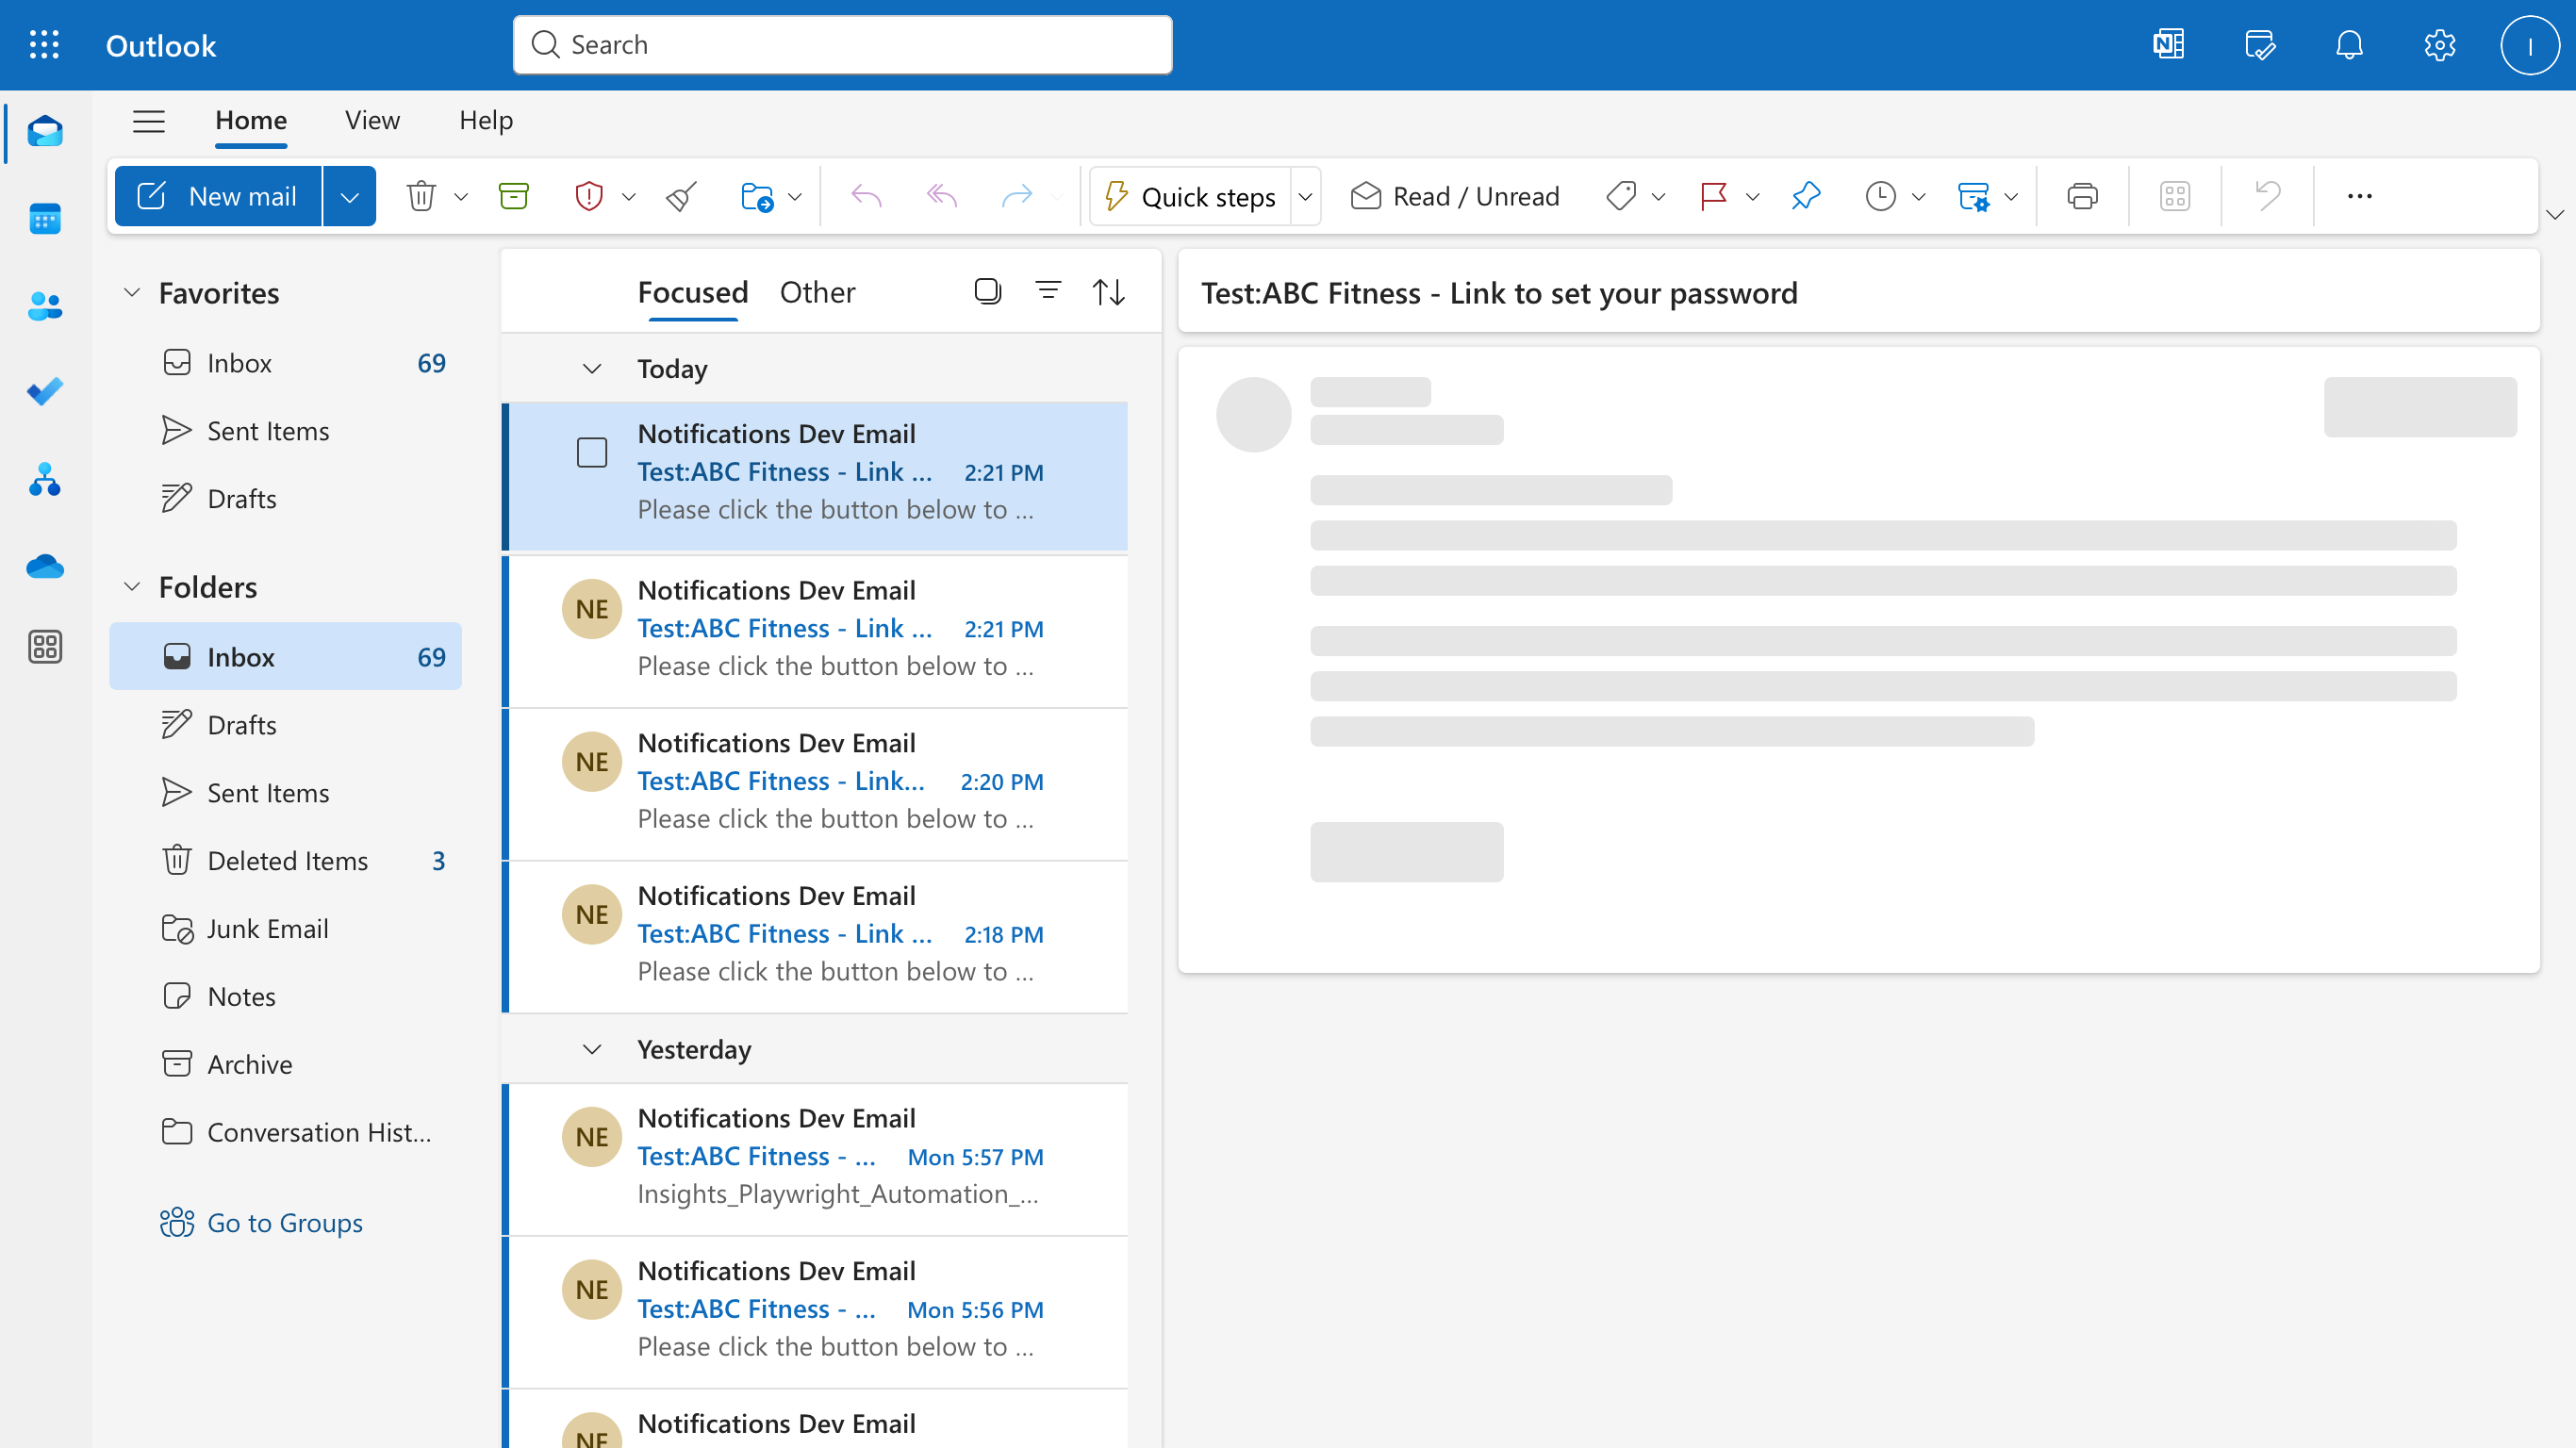 Outlook
Search
I
Home View Help
New mail
Quick steps
Read / Unread
Favorites
Inbox 69
Sent Items
Drafts
Folders
Inbox 69
Drafts
Sent Items
Deleted Items 3
Junk Email
Notes
Archive
Conversation Hist...
Go to Groups
Focused Other
Today
Notifications Dev Email
Test:ABC Fitness - Link ... 2:21 PM
Please click the button below to ...
NE
Notifications Dev Email
Test:ABC Fitness - Link ... 2:21 PM
Please click the button below to ...
NE
Notifications Dev Email
Test:ABC Fitness - Link... 2:20 PM
Please click the button below to ...
NE
Notifications Dev Email
Test:ABC Fitness - Link ... 2:18 PM
Please click the button below to ...
Yesterday
NE
Notifications Dev Email
Test:ABC Fitness - ... Mon 5:57 PM
Insights_Playwright_Automation_...
NE
Notifications Dev Email
Test:ABC Fitness - ... Mon 5:56 PM
Please click the button below to ...
NE
Notifications Dev Email
Test:ABC Fitness - Link to set your password